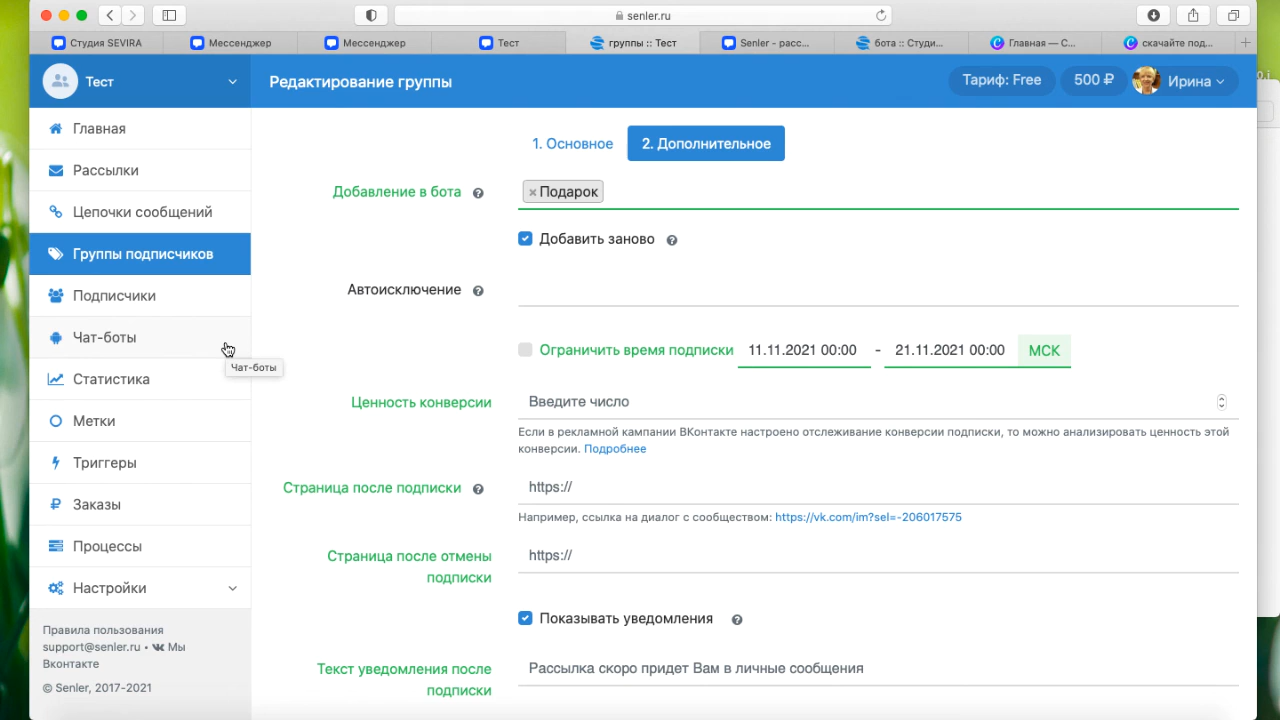 senler.ru
Студия SEVIRA
Мессенджер
Мессенджер
Тест
группы :: Тест
Senler - расс...
бота :: Студи...
Главная — С...
скачайте под...
Тест
Редактирование группы
Тариф: Free
500 ₽
Ирина
Главная
Рассылки
Цепочки сообщений
Группы подписчиков
Подписчики
Чат-боты
Чат-боты
Статистика
Метки
Триггеры
Заказы
Процессы
Настройки
Правила пользования
support@senler.ru • Мы
Вконтакте
© Senler, 2017-2021
1. Основное
2. Дополнительное
Добавление в бота
× Подарок
Добавить заново
Автоисключение
Ограничить время подписки 11.11.2021 00:00 - 21.11.2021 00:00 МСК
Ценность конверсии
Введите число
Если в рекламной кампании ВКонтакте настроено отслеживание конверсии подписки, то можно анализировать ценность этой
конверсии. Подробнее
Страница после подписки
https://
Например, ссылка на диалог с сообществом: https://vk.com/im?sel=-206017575
Страница после отмены
подписки
https://
Показывать уведомления
Текст уведомления после
подписки
Рассылка скоро придет Вам в личные сообщения